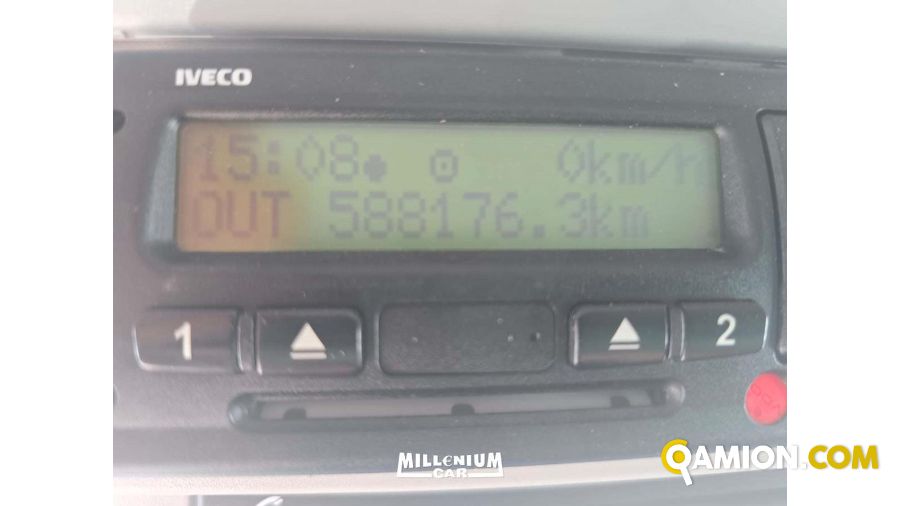 IVECO
15:08 0km/h
OUT 588176.3km
1
2
MILLENIUM
CAR
QAMION.COM